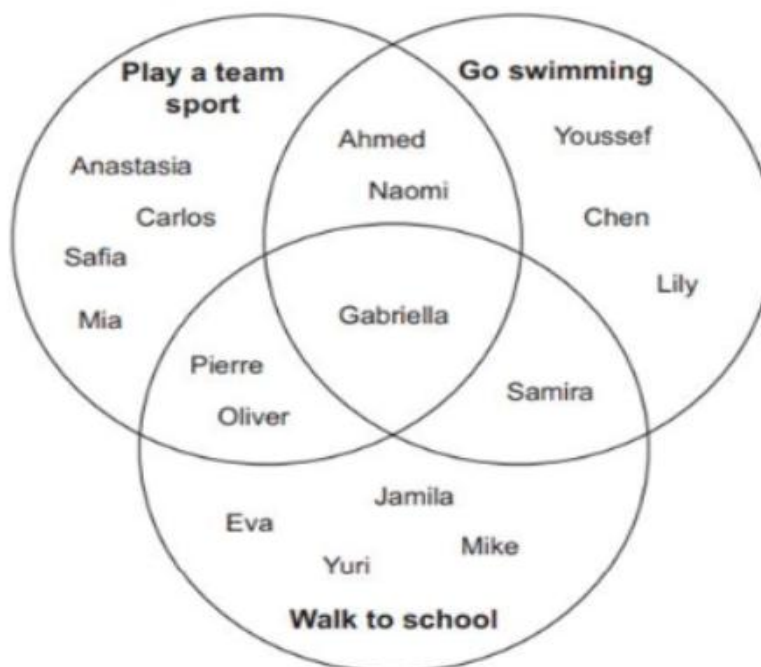 Play a team
sport
Go swimming
Ahmed
Youssef
Anastasia
Naomi
Carlos
Chen
Safia
Lily
Mia
Gabriella
Pierre
Samira
Oliver
Jamila
Eva
Mike
Yuri
Walk to school